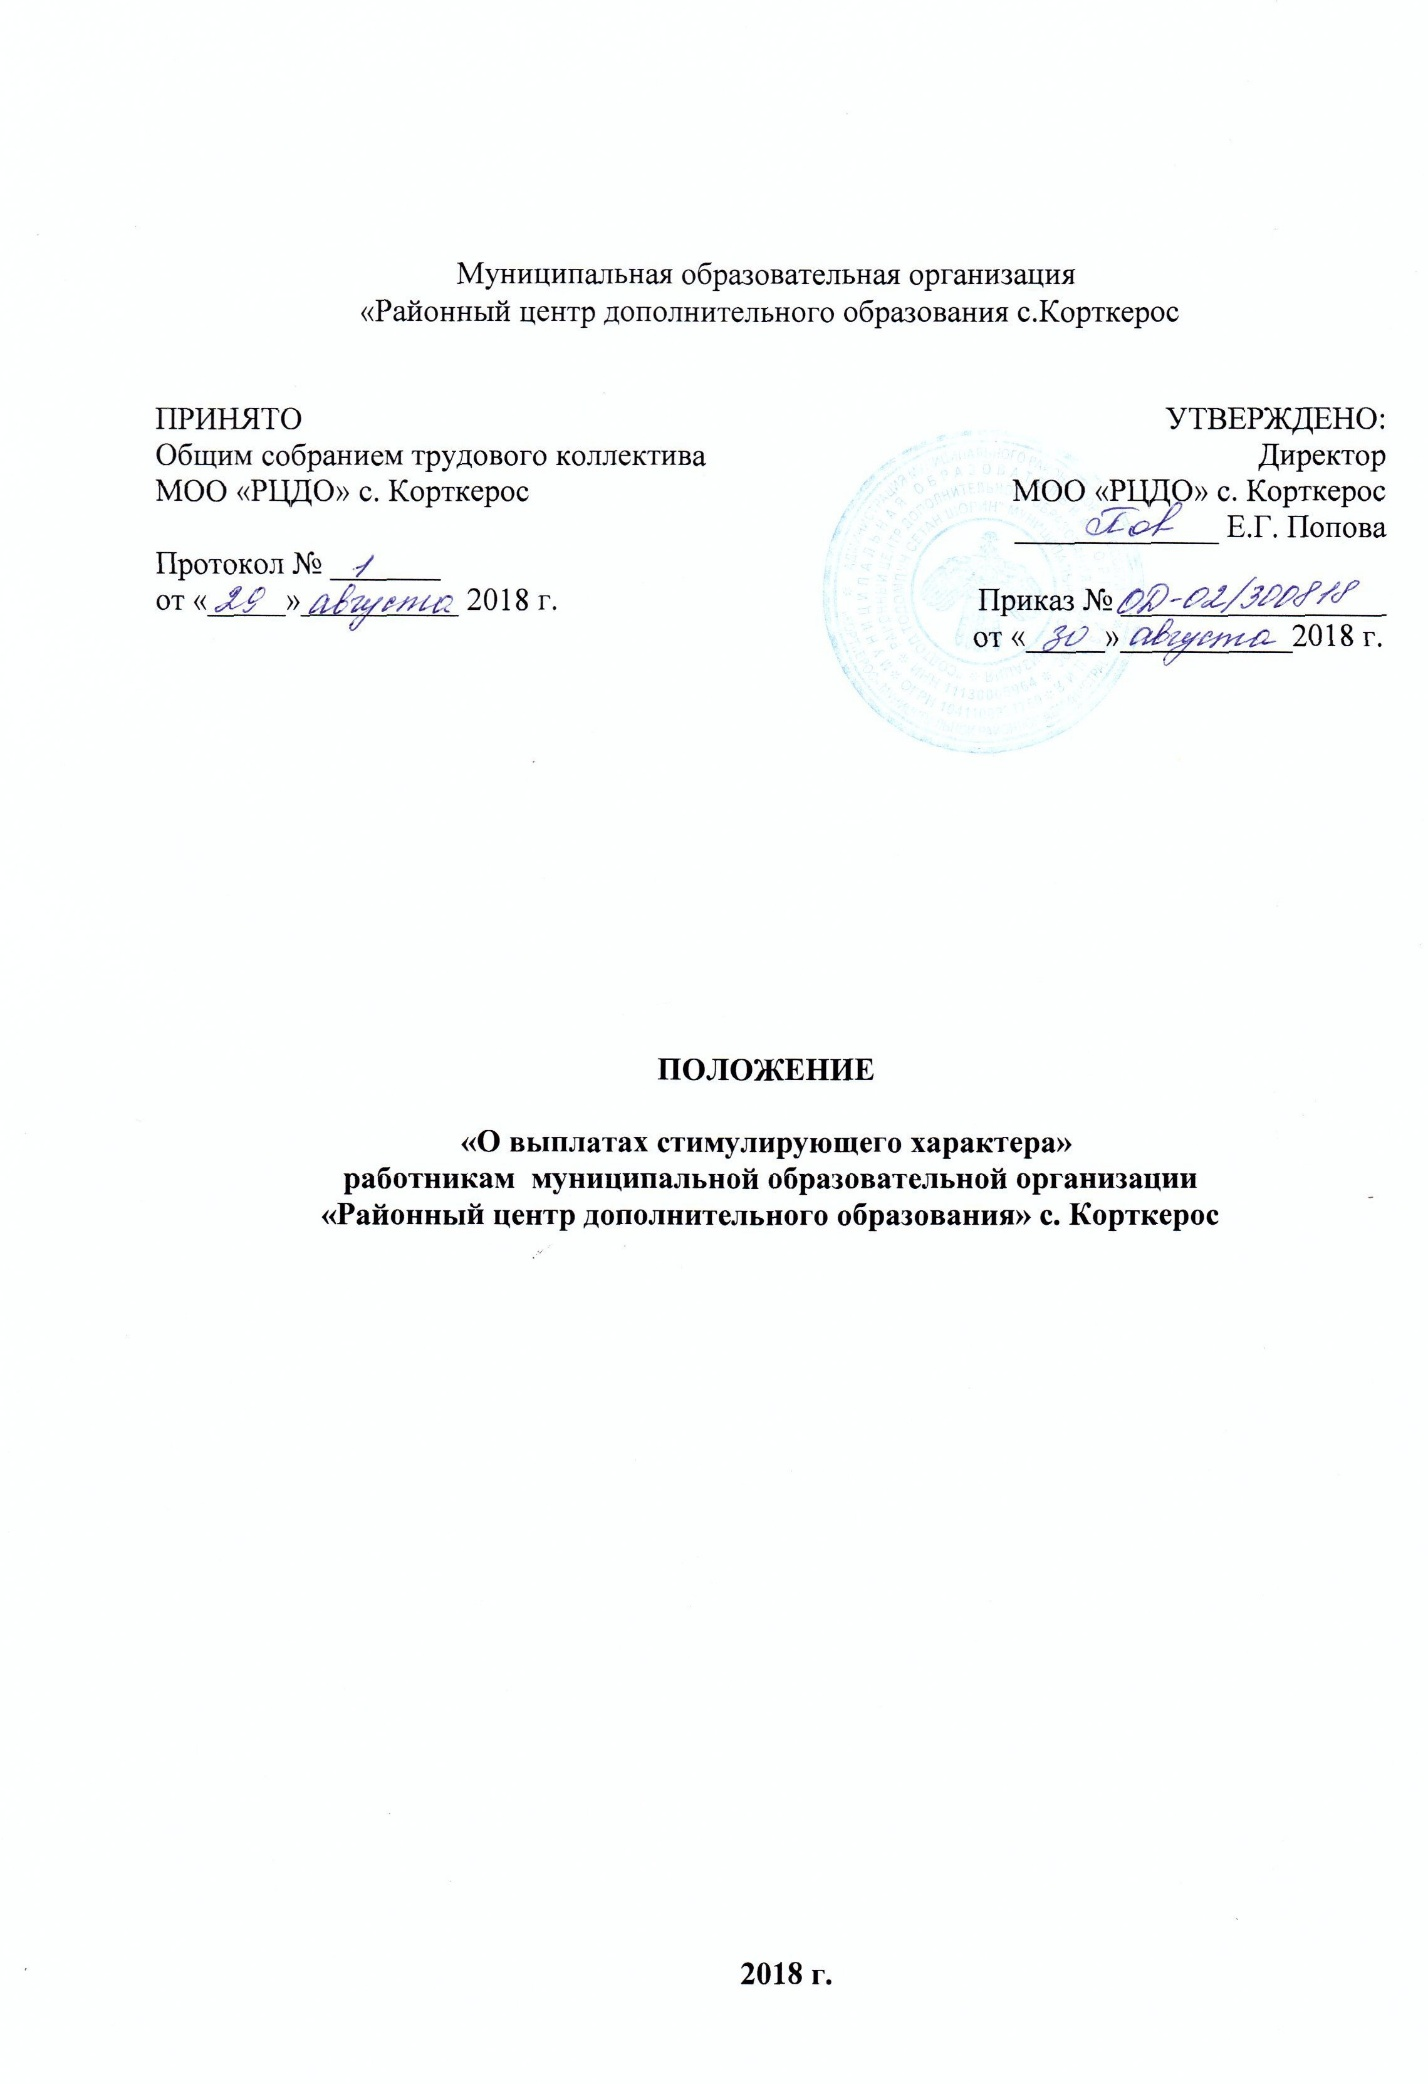 Муниципальная образовательная организация
«Районный центр дополнительного образования с.Корткерос
ПРИНЯТО
Общим собранием трудового коллектива
МОО «РЦДО» с. Корткерос
Протокол № 1
от «29» августа 2018 г.
УТВЕРЖДЕНО:
Директор
МОО «РЦДО» с. Корткерос
Е.Г. Попова
Приказ № ОД-02/300818
от «30» августа 2018 г.
ПОЛОЖЕНИЕ
«О выплатах стимулирующего характера»
работникам муниципальной образовательной организации
«Районный центр дополнительного образования» с. Корткерос
2018 г.